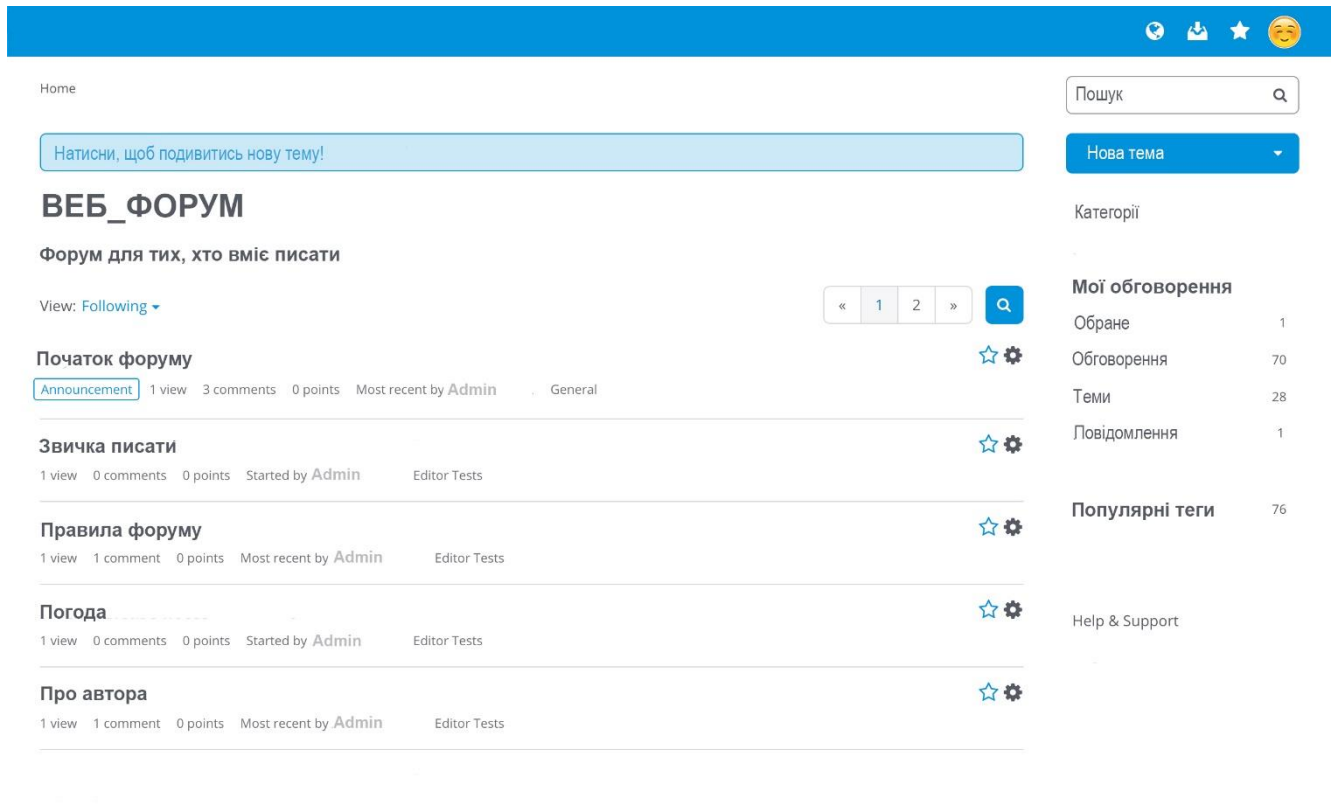 Home
Пошук
Натисни, щоб подивитись нову тему!
Нова тема
ВЕБ_ФОРУМ
Категорії
Форум для тих, хто вміє писати
View: Following
« 1 2 »
Мої обговорення
Обране 1
Обговорення 70
Теми 28
Повідомлення 1
Популярні теги 76
Help & Support
Початок форуму
Announcement 1 view 3 comments 0 points Most recent by Admin General
Звичка писати
1 view 0 comments 0 points Started by Admin Editor Tests
Правила форуму
1 view 1 comment 0 points Most recent by Admin Editor Tests
Погода
1 view 0 comments 0 points Started by Admin Editor Tests
Про автора
1 view 1 comment 0 points Most recent by Admin Editor Tests